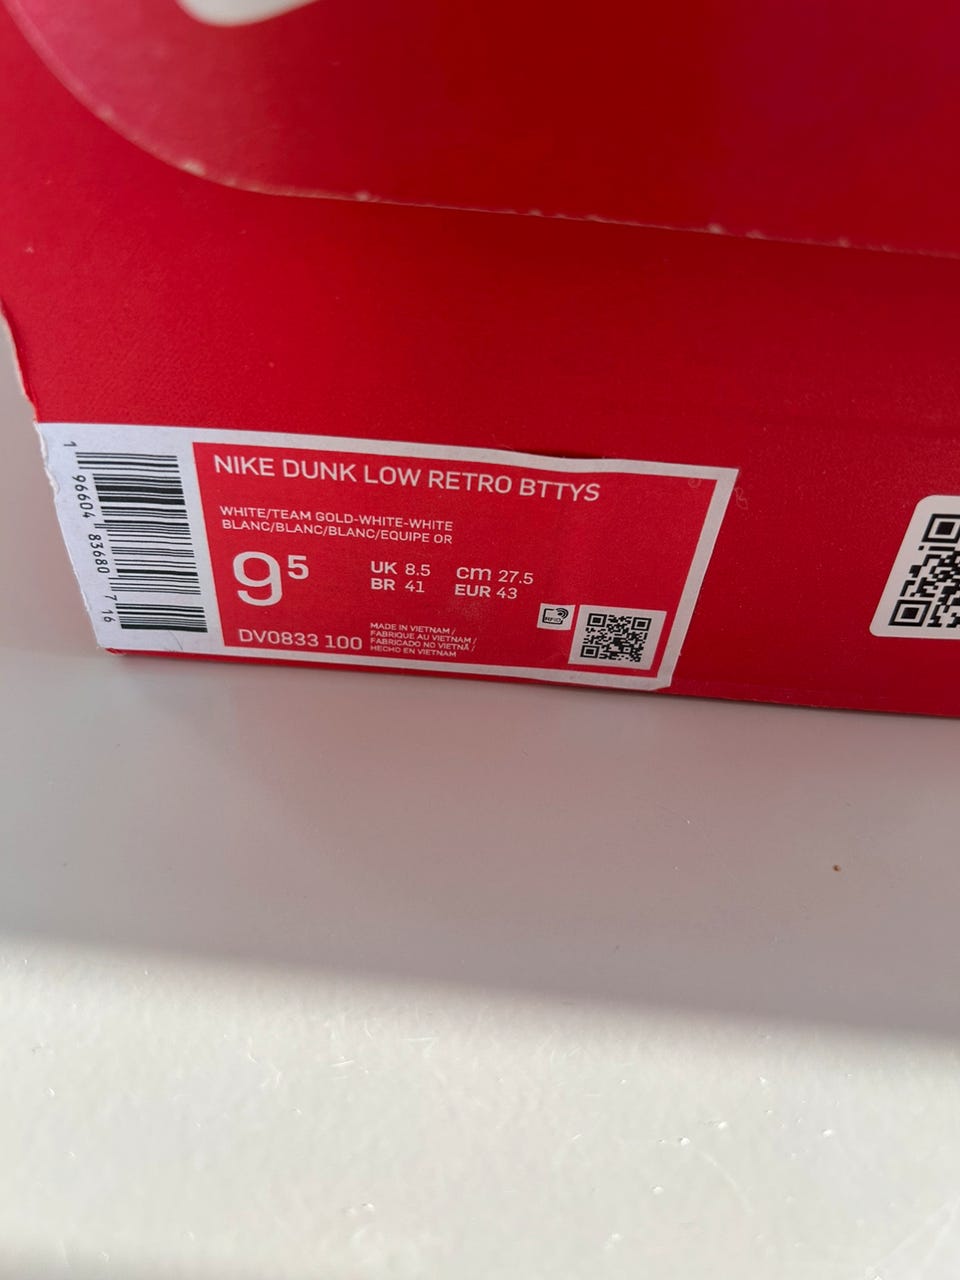 NIKE DUNK LOW RETRO BTTYS
WHITE/TEAM GOLD-WHITE-WHITE
BLANC/BLANC/BLANC/EQUIPE OR
9⁵
UK 8.5 cm 27.5
BR 41 EUR 43
DV0833 100
MADE IN VIETNAM /
FABRIQUE AU VIETNAM /
FABRICADO NO VIETNÃ /
HECHO EN VIETNAM
RFID
1 96604 83680 7 16